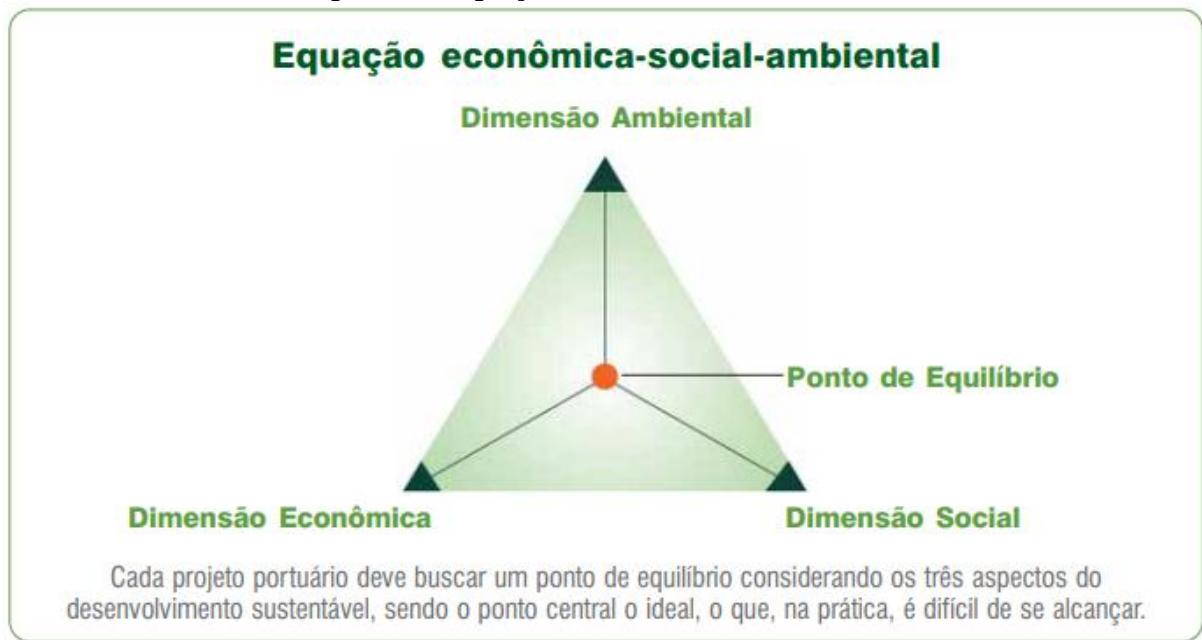 Equação econômica-social-ambiental
Dimensão Ambiental
Ponto de Equilíbrio
Dimensão Econômica
Dimensão Social
Cada projeto portuário deve buscar um ponto de equilíbrio considerando os três aspectos do
desenvolvimento sustentável, sendo o ponto central o ideal, o que, na prática, é difícil de se alcançar.